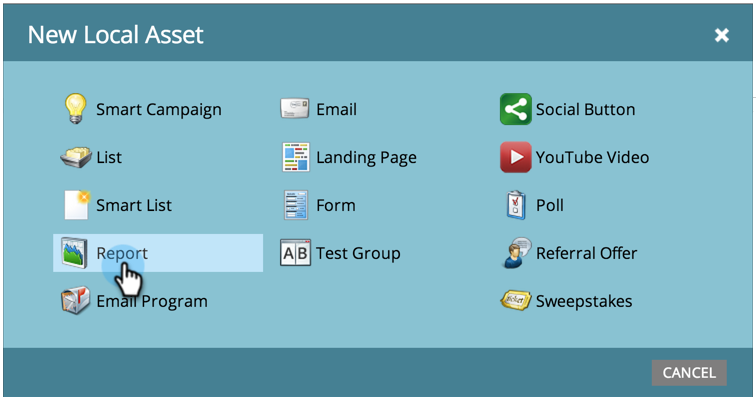 New Local Asset
Smart Campaign
Email
Social Button
List
Landing Page
YouTube Video
Smart List
Form
Poll
Report
A B
Test Group
Referral Offer
Email Program
ticket
Sweepstakes
CANCEL